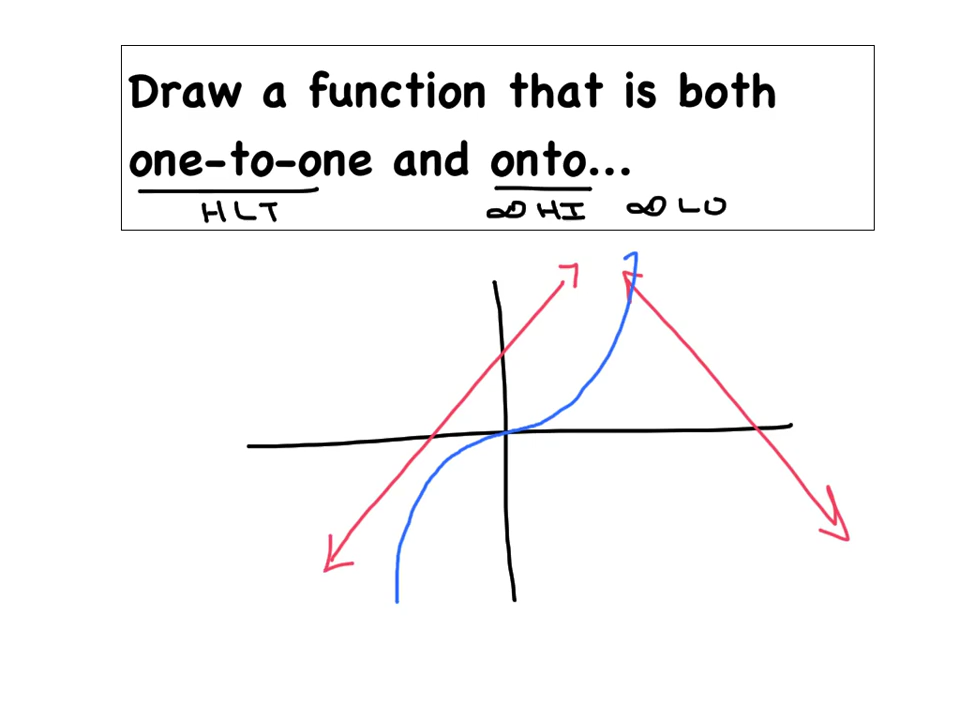 Draw a function that is both
one-to-one and onto...
HLT ∞ HI ∞ LO